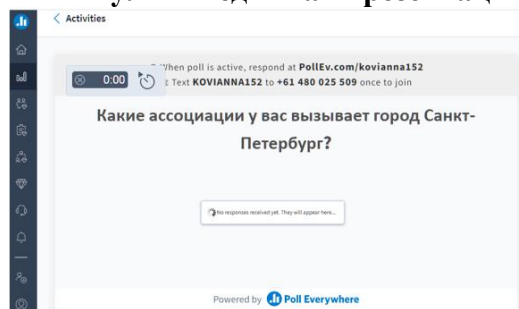 Activities
When poll is active, respond at PollEv.com/kovianna152
0:00
Text KOVIANNA152 to +61 480 025 509 once to join
Какие ассоциации у вас вызывает город Санкт-
Петербург?
No responses received yet. They will appear here...
Powered by Poll Everywhere